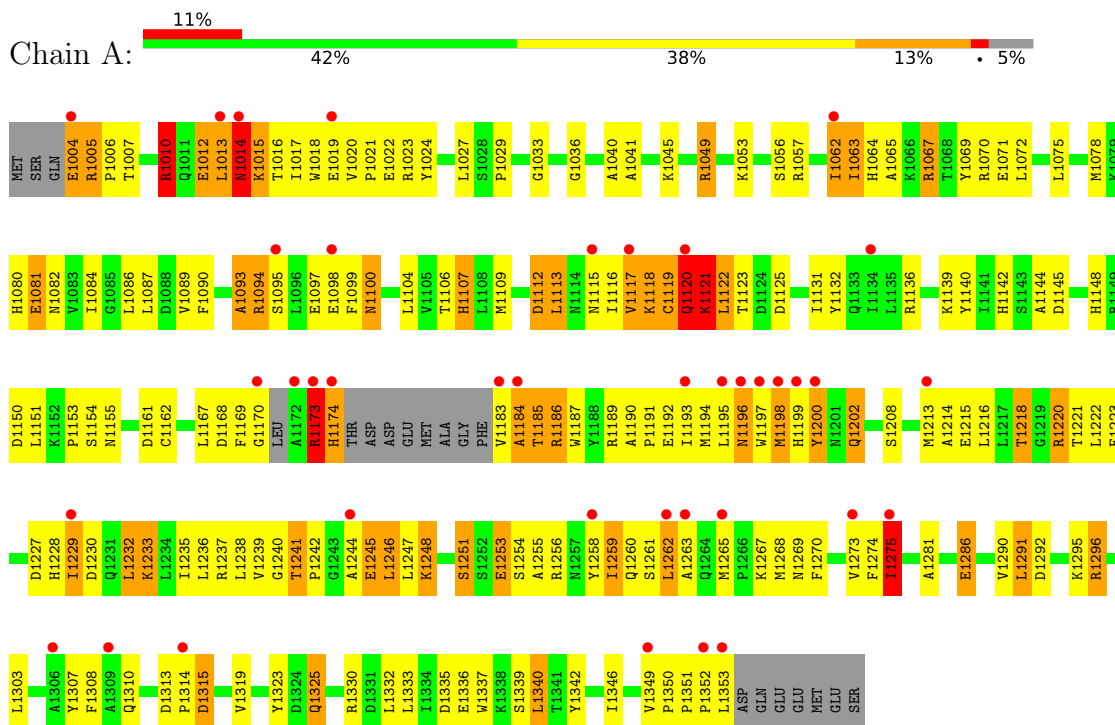 Chain A:
11%
42% 38% 13% • 5%
MET SER GLN E1004 R1005 P1006 T1007 R1010 Q1011 E1012 L1013 N1014 K1015 T1016 I1017 W1018 E1019 V1020 P1021 E1022 R1023 Y1024 L1027 S1028 P1029 G1033 G1036 A1040 A1041 K1045 R1049 K1053 S1056 R1057 I1062 I1063 H1064 A1065 K1066 R1067 T1068 Y1069 R1070 E1071 L1072 L1075 M1078 K1079
H1080 E1081 N1082 V1083 I1084 G1085 L1086 L1087 D1088 V1089 F1090 A1093 R1094 S1095 L1096 E1097 E1098 F1099 N1100 L1104 V1105 T1106 H1107 L1108 M1109 D1112 L1113 N1114 N1115 I1116 V1117 K1118 C1119 Q1120 K1121 L1122 T1123 D1124 D1125 I1131 Y1132 Q1133 I1134 L1135 R1136 K1139 Y1140 I1141 H1142 S1143 A1144 D1145 H1148 R1149
D1150 L1151 K1152 P1153 S1154 N1155 D1161 C1162 L1167 D1168 F1169 G1170 LEU A1172 R1173 H1174 THR ASP ASP GLU MET ALA GLY PHE V1183 A1184 T1185 R1186 W1187 Y1188 R1189 A1190 P1191 E1192 I1193 M1194 L1195 N1196 W1197 M1198 H1199 Y1200 N1201 Q1202 S1208 M1213 A1214 E1215 L1216 L1217 T1218 G1219 R1220 T1221 L1222 E1223
D1227 H1228 I1229 D1230 Q1231 L1232 K1233 L1234 I1235 L1236 R1237 L1238 V1239 G1240 T1241 P1242 G1243 A1244 E1245 L1246 L1247 K1248 S1251 S1252 E1253 S1254 A1255 R1256 N1257 Y1258 I1259 Q1260 S1261 L1262 A1263 Q1264 M1265 P1266 K1267 M1268 N1269 F1270 V1273 F1274 I1275 A1281 E1286 V1290 L1291 D1292 K1295 R1296
L1303 A1306 Y1307 F1308 A1309 Q1310 D1313 P1314 D1315 V1319 Y1323 D1324 Q1325 R1330 D1331 L1332 L1333 I1334 D1335 E1336 W1337 K1338 S1339 L1340 T1341 Y1342 I1346 V1349 P1350 P1351 P1352 L1353 ASP GLN GLU GLU MET GLU SER